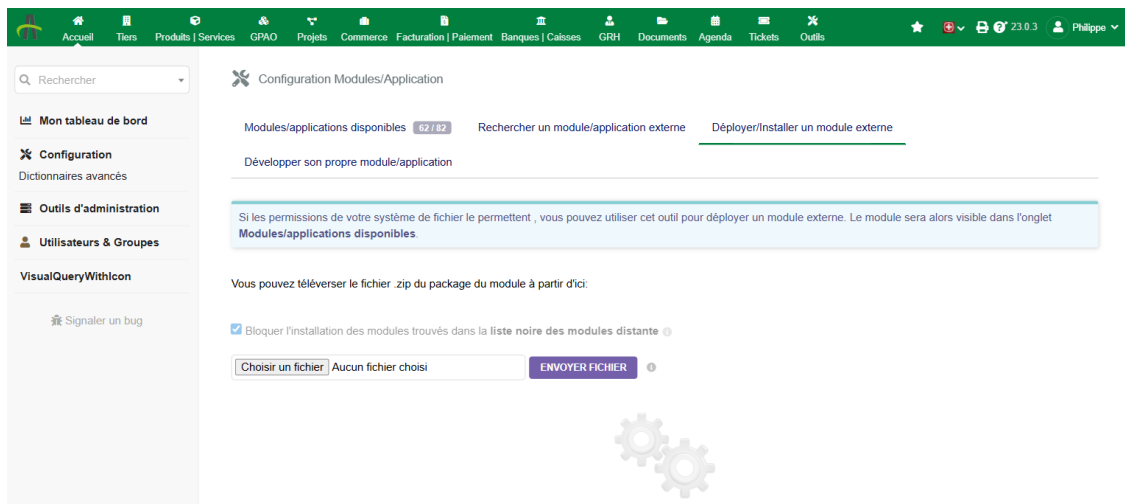 Accueil Tiers Produits | Services GPAO Projets Commerce Facturation | Paiement Banques | Caisses GRH Documents Agenda Tickets Outils 23.0.3 Philippe
Rechercher
Mon tableau de bord
Configuration
Dictionnaires avancés
Outils d'administration
Utilisateurs & Groupes
VisualQueryWithIcon
Signaler un bug
Configuration Modules/Application
Modules/applications disponibles 62 / 82 Rechercher un module/application externe Déployer/Installer un module externe
Développer son propre module/application
Si les permissions de votre système de fichier le permettent , vous pouvez utiliser cet outil pour déployer un module externe. Le module sera alors visible dans l'onglet
Modules/applications disponibles.
Vous pouvez téléverser le fichier .zip du package du module à partir d'ici:
Bloquer l'installation des modules trouvés dans la liste noire des modules distante
Choisir un fichier Aucun fichier choisi ENVOYER FICHIER